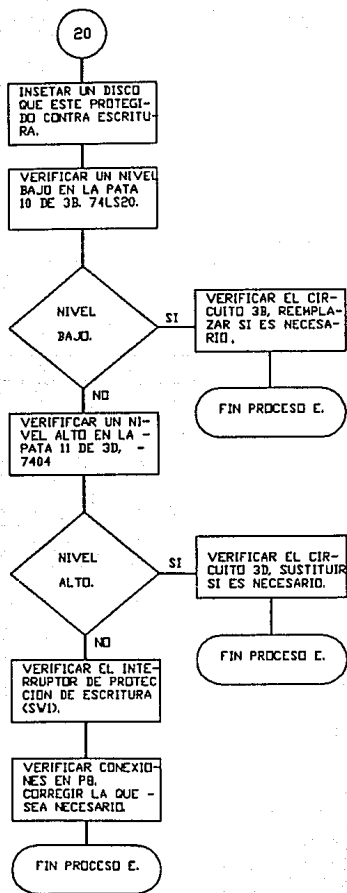 20
INSETAR UN DISCO
QUE ESTE PROTEGI-
DO CONTRA ESCRITU-
RA.
VERIFICAR UN NIVEL
BAJO EN LA PATA
10 DE 3B. 74LS20.
NIVEL
BAJO.
SI
VERIFICAR EL CIR-
CUITO 3B, REEMPLA-
ZAR SI ES NECESA-
RIO.
FIN PROCESO E.
NO
VERIFIFCAR UN NI-
VEL ALTO EN LA -
PATA 11 DE 3D, -
7404
NIVEL
ALTO.
SI
VERIFICAR EL CIR-
CUITO 3D, SUSTITUIR
SI ES NECESARIO.
FIN PROCESO E.
NO
VERIFICAR EL INTE-
RRUPTOR DE PROTEC-
CION DE ESCRITURA
(SW1).
VERIFICAR CONEXIO-
NES EN P8.
CORREGIR LA QUE -
SEA NECESARIO.
FIN PROCESO E.